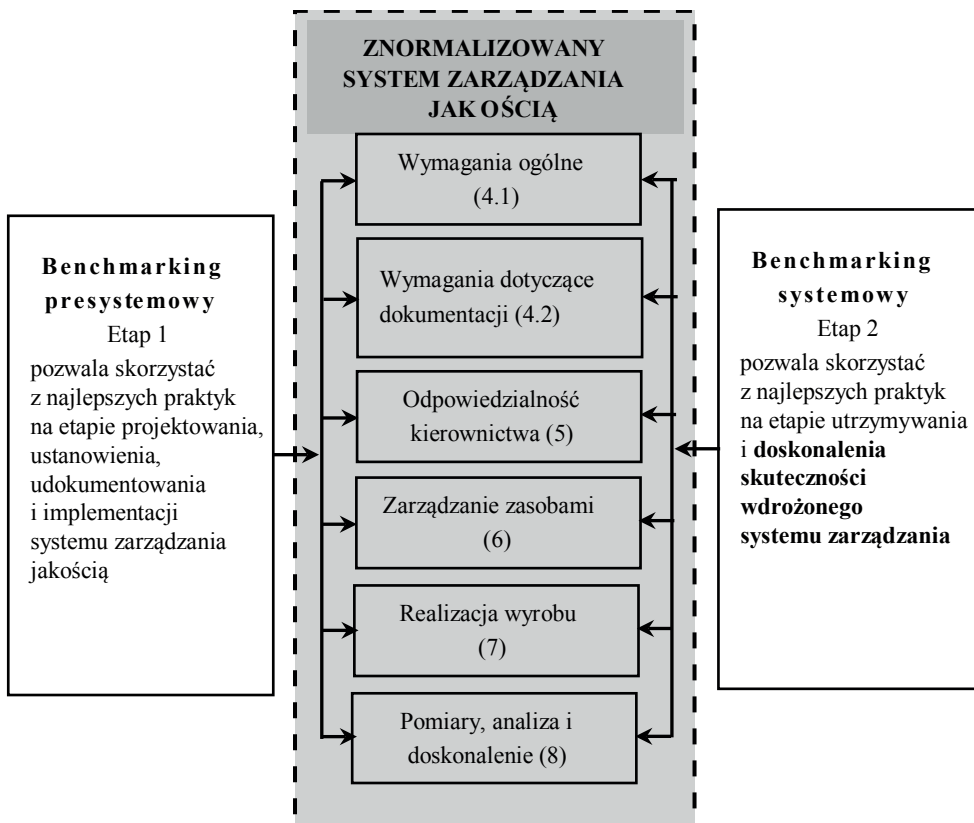 ZNORMALIZOWANY
SYSTEM ZARZĄDZANIA
JAK OŚCIĄ
Wymagania ogólne
(4.1)
Wymagania dotyczące
dokumentacji (4.2)
Odpowiedzialność
kierownictwa (5)
Zarządzanie zasobami
(6)
Realizacja wyrobu
(7)
Pomiary, analiza i
doskonalenie (8)
Benchmarking
presystemowy
Etap 1
pozwala skorzystać
z najlepszych praktyk
na etapie projektowania,
ustanowienia,
udokumentowania
i implementacji
systemu zarządzania
jakością
Benchmarking
systemowy
Etap 2
pozwala skorzystać
z najlepszych praktyk
na etapie utrzymywania
i doskonalenia
skuteczności
wdrożonego
systemu zarządzania